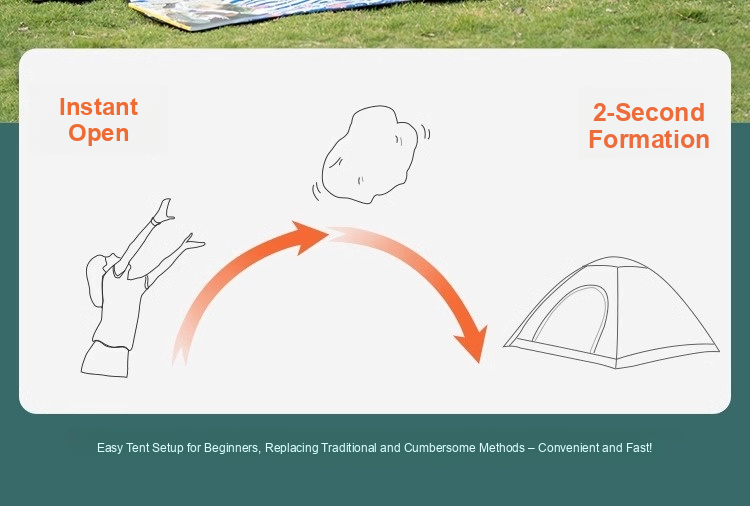 Instant
Open
2-Second
Formation
Easy Tent Setup for Beginners, Replacing Traditional and Cumbersome Methods – Convenient and Fast!